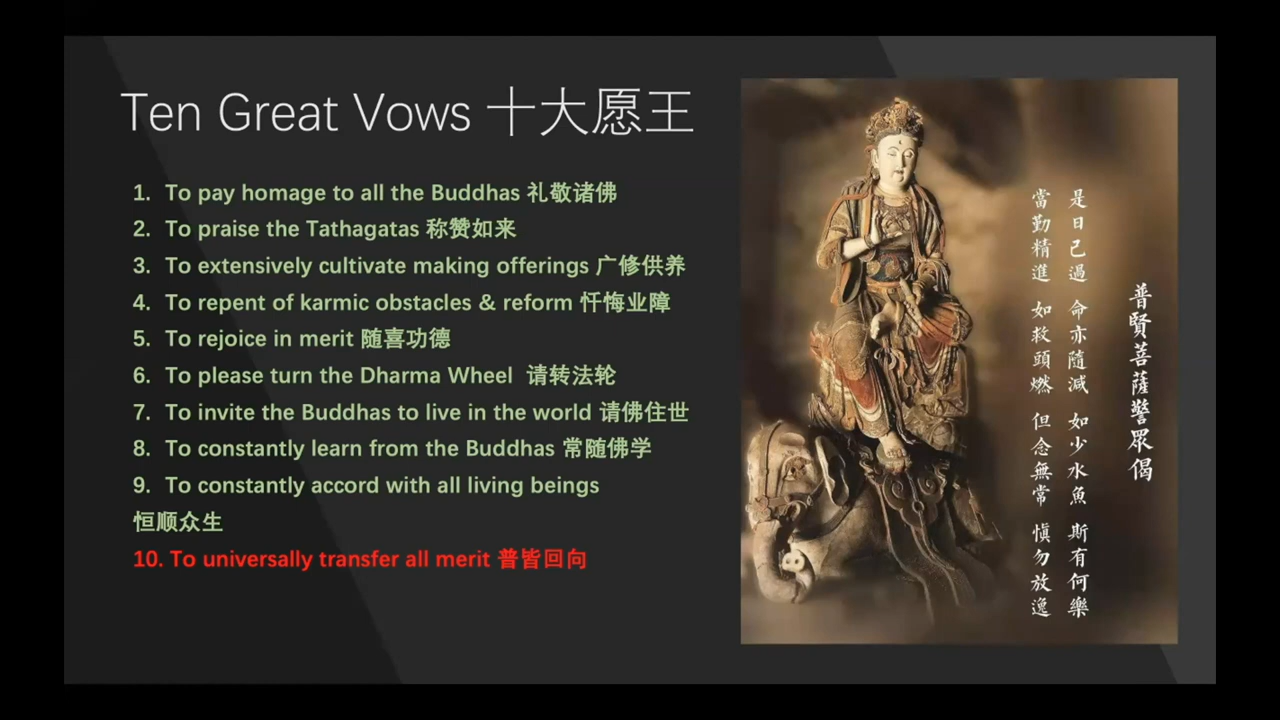 Ten Great Vows 十大愿王
1. To pay homage to all the Buddhas 礼敬诸佛
2. To praise the Tathagatas 称赞如来
3. To extensively cultivate making offerings 广修供养
4. To repent of karmic obstacles & reform 忏悔业障
5. To rejoice in merit 随喜功德
6. To please turn the Dharma Wheel 请转法轮
7. To invite the Buddhas to live in the world 请佛住世
8. To constantly learn from the Buddhas 常随佛学
9. To constantly accord with all living beings
恒顺众生
10. To universally transfer all merit 普皆回向
普賢菩薩警眾偈
是日已過 命亦隨減 如少水魚 斯有何樂
當勤精進 如救頭燃 但念無常 慎勿放逸